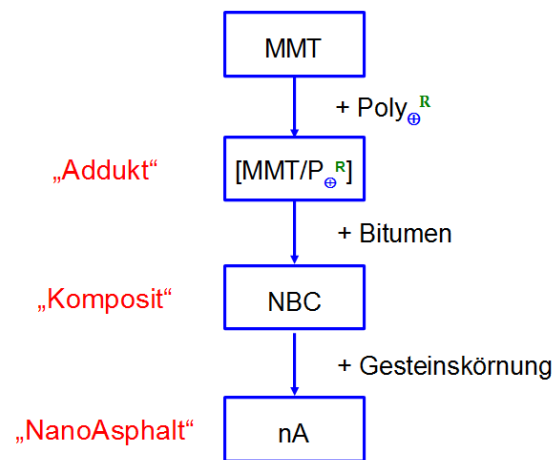 MMT
+ Poly⊕R
„Addukt“
[MMT/P⊕R]
+ Bitumen
„Komposit“
NBC
+ Gesteinskörnung
„NanoAsphalt“
nA